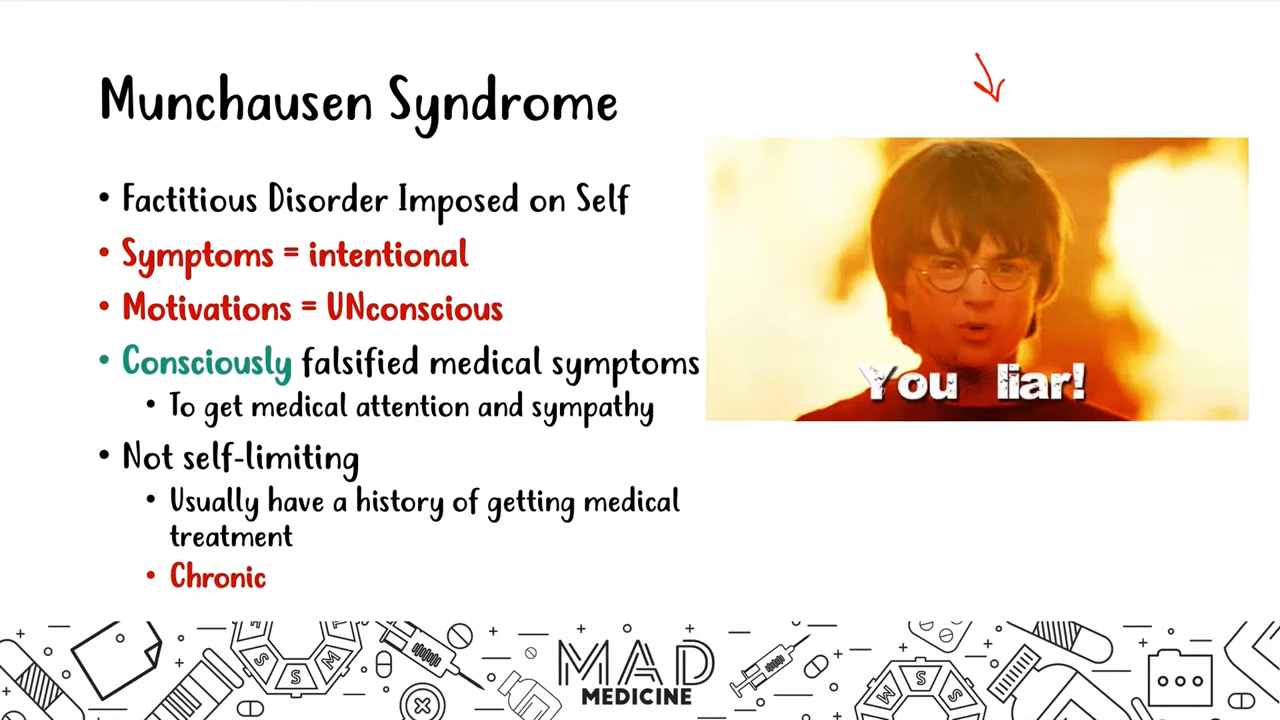 Munchausen Syndrome
• Factitious Disorder Imposed on Self
• Symptoms = intentional
• Motivations = UNconscious
• Consciously falsified medical symptoms
• To get medical attention and sympathy
• Not self-limiting
• Usually have a history of getting medical
treatment
• Chronic
You liar!
S S M
MAD
MEDICINE
M S S